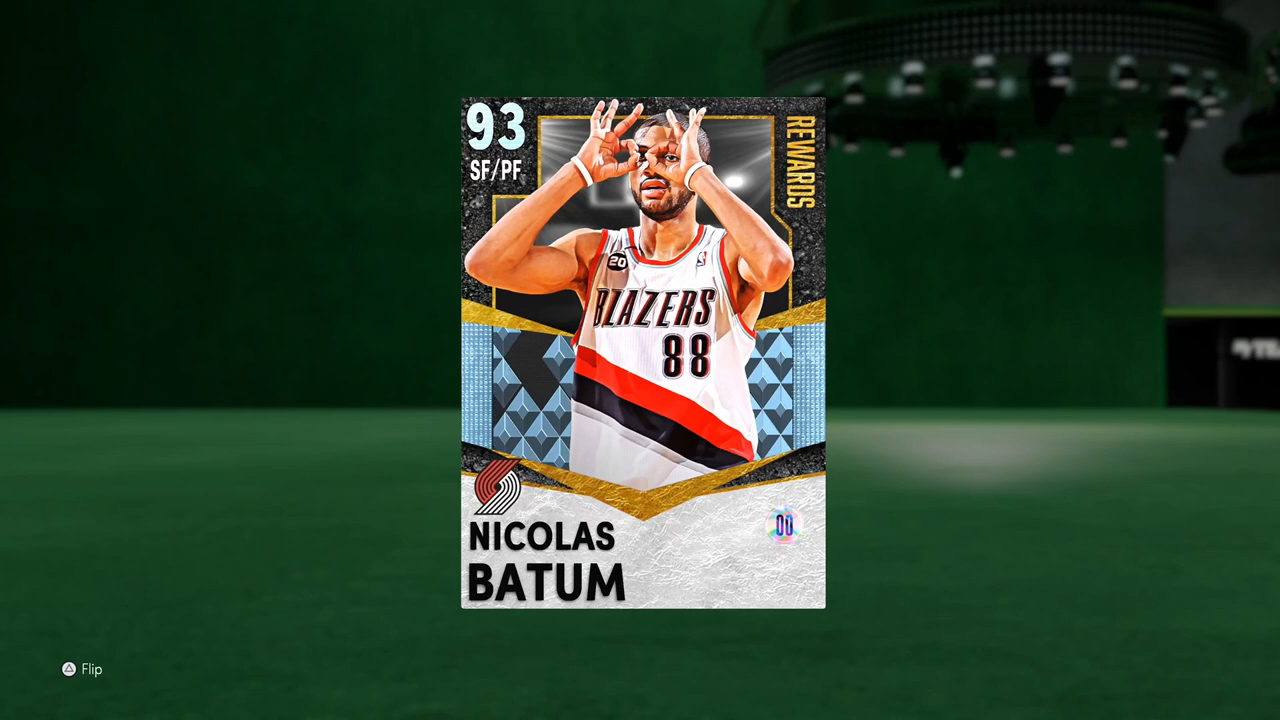 93
SF/PF
REWARDS
20
BLAZERS
88
NICOLAS
BATUM
00
Flip